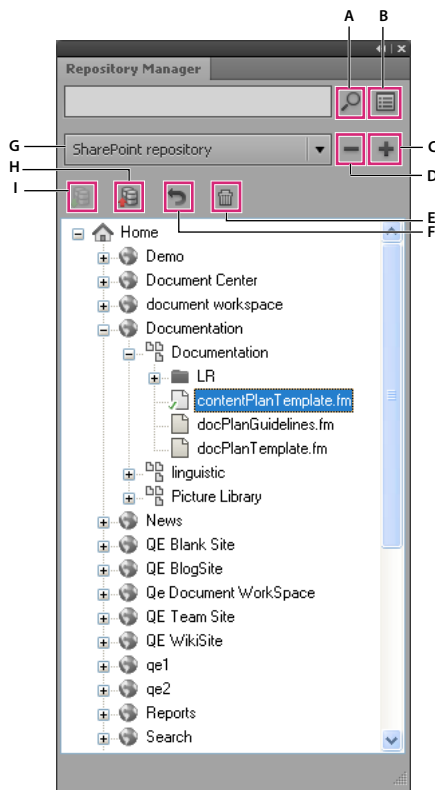 A
B
Repository Manager
G
SharePoint repository
C
D
H
I
E
F
Home
Demo
Document Center
document workspace
Documentation
Documentation
LR
contentPlanTemplate.fm
docPlanGuidelines.fm
docPlanTemplate.fm
linguistic
Picture Library
News
QE Blank Site
QE BlogSite
Qe Document WorkSpace
QE Team Site
QE WikiSite
qe1
qe2
Reports
Search